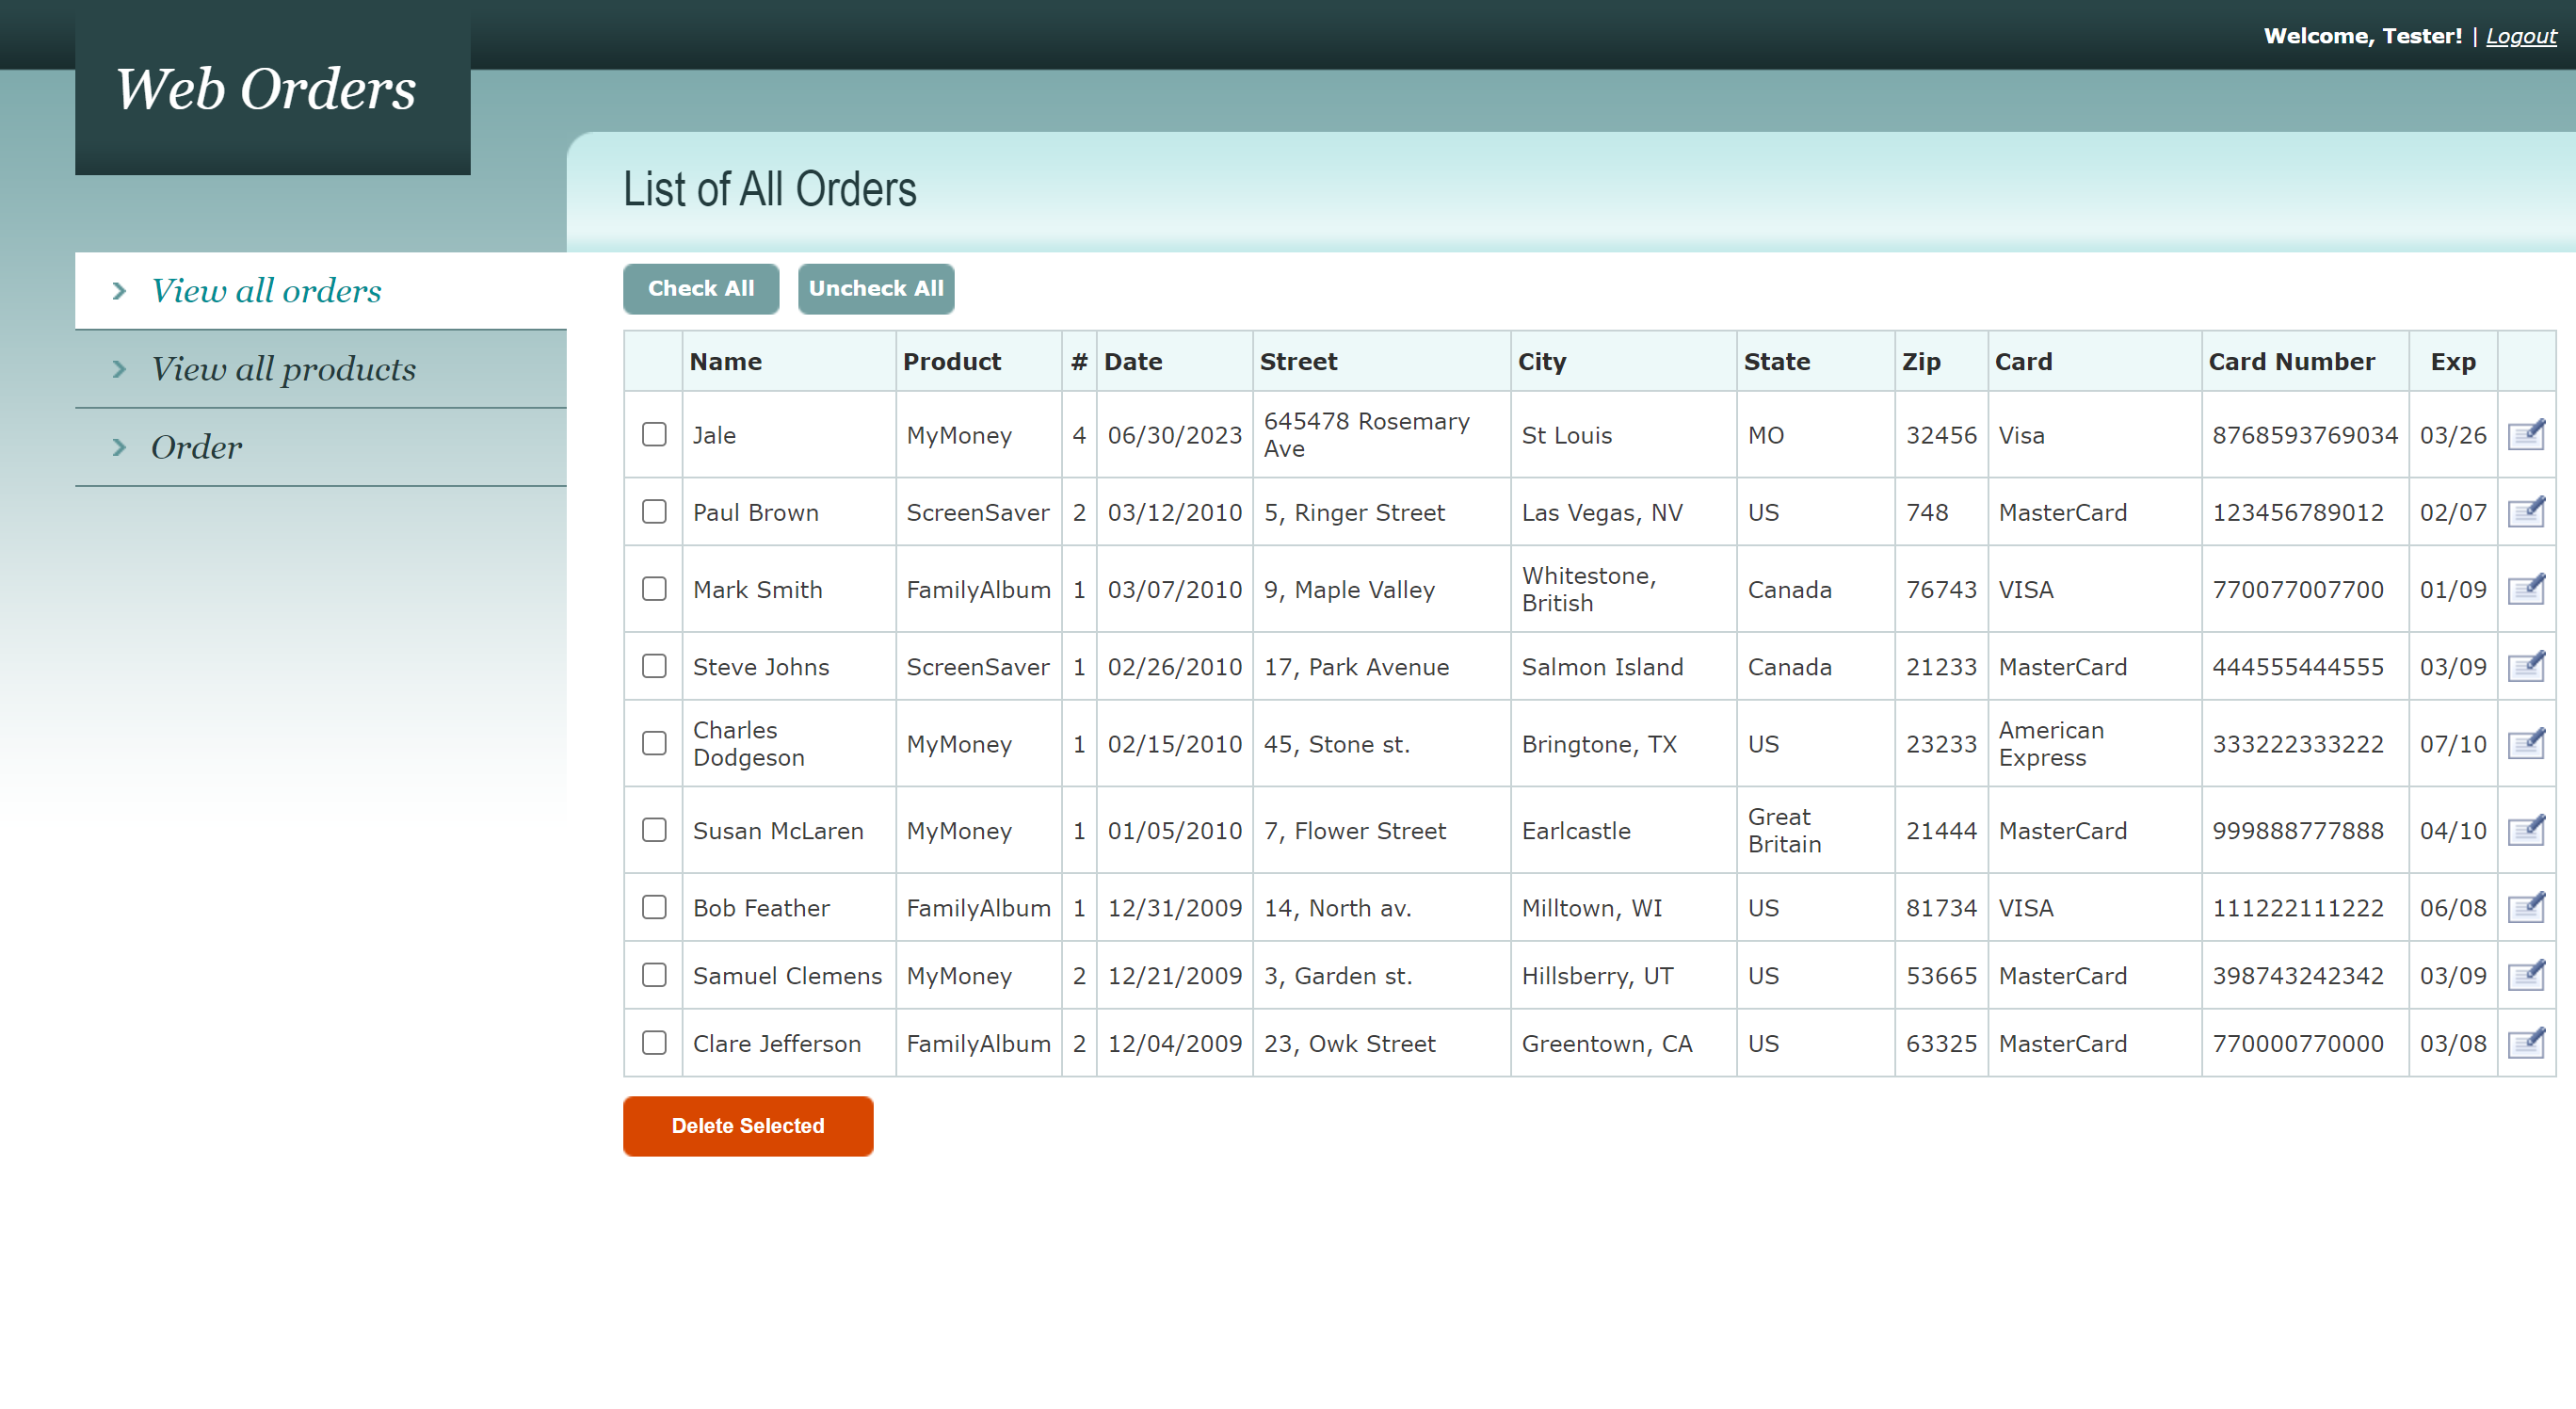 Welcome, Tester! | Logout
Web Orders
List of All Orders
View all orders
View all products
Order
Check All Uncheck All
Name Product # Date Street City State Zip Card Card Number Exp
Jale MyMoney 4 06/30/2023 645478 Rosemary Ave St Louis MO 32456 Visa 8768593769034 03/26
Paul Brown ScreenSaver 2 03/12/2010 5, Ringer Street Las Vegas, NV US 748 MasterCard 123456789012 02/07
Mark Smith FamilyAlbum 1 03/07/2010 9, Maple Valley Whitestone, British Canada 76743 VISA 770077007700 01/09
Steve Johns ScreenSaver 1 02/26/2010 17, Park Avenue Salmon Island Canada 21233 MasterCard 444555444555 03/09
Charles Dodgeson MyMoney 1 02/15/2010 45, Stone st. Bringtone, TX US 23233 American Express 333222333222 07/10
Susan McLaren MyMoney 1 01/05/2010 7, Flower Street Earlcastle Great Britain 21444 MasterCard 999888777888 04/10
Bob Feather FamilyAlbum 1 12/31/2009 14, North av. Milltown, WI US 81734 VISA 111222111222 06/08
Samuel Clemens MyMoney 2 12/21/2009 3, Garden st. Hillsberry, UT US 53665 MasterCard 398743242342 03/09
Clare Jefferson FamilyAlbum 2 12/04/2009 23, Owk Street Greentown, CA US 63325 MasterCard 770000770000 03/08
Delete Selected